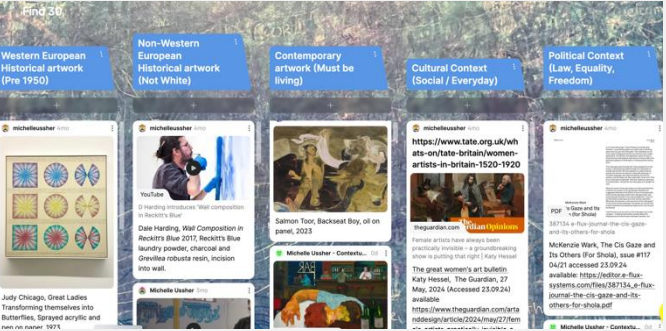 Find 30.
Western European
Historical artwork
(Pre 1950)
Non-Western
European
Historical artwork
(Not White)
Contemporary
artwork (Must be
living)
Cultural Context
(Social / Everyday)
Political Context
(Law, Equality,
Freedom)
michelleussher 4mo
Judy Chicago, Great Ladies
Transforming themselves into
Butterflies, Sprayed acrylic and
pen on paper, 1973
michelleussher 4mo
YouTube
D Harding introduces 'Wall composition
in Reckitt's Blue'
Dale Harding, Wall Composition in
Reckitt's Blue 2017, Reckitt's Blue
laundry powder, charcoal and
Grevillea robusta resin, incision
into wall.
Michelle Ussher 5mo
Salmon Toor, Backseat Boy, oil on
panel, 2023
Michelle Ussher - Contextu...
michelleussher 4mo
https://www.tate.org.uk/wh
ats-on/tate-britain/women-
artists-in-britain-1520-1920
theguardian.com
The
Guardian Opinions
Female artists have always been
practically invisible – a groundbreaking
show is putting that right | Katy Hessel
The great women's art bulletin
Katy Hessel, The Guardian, 27
May, 2024 (Accessed 23.09.24)
available
https://www.theguardian.com/arta
nddesign/article/2024/may/27/fem
michelleussher 4mo
PDF
s Gaze and Its
(For Shola)
387134 e-flux-journal-the-cis-gaze-
and-its-others-for-shola
McKenzie Wark, The Cis Gaze and
Its Others (For Shola), issue #117
04/21 (accessed 23.09.24
available: https://editor.e-flux-
systems.com/files/387134_e-flux-
journal-the-cis-gaze-and-its-
others-for-shola.pdf
Michelle Ussher - Contextu...